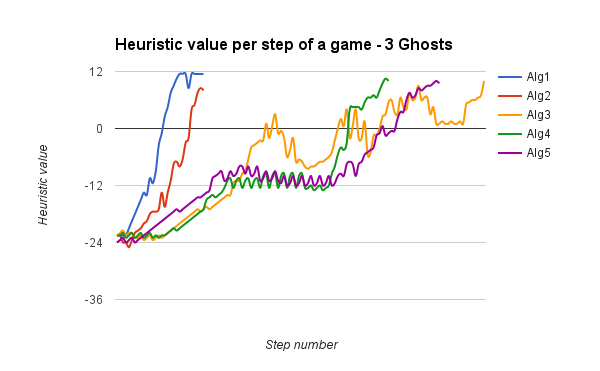 Heuristic value per step of a game - 3 Ghosts
12
0
-12
-24
-36
Heuristic value
Step number
Alg1
Alg2
Alg3
Alg4
Alg5